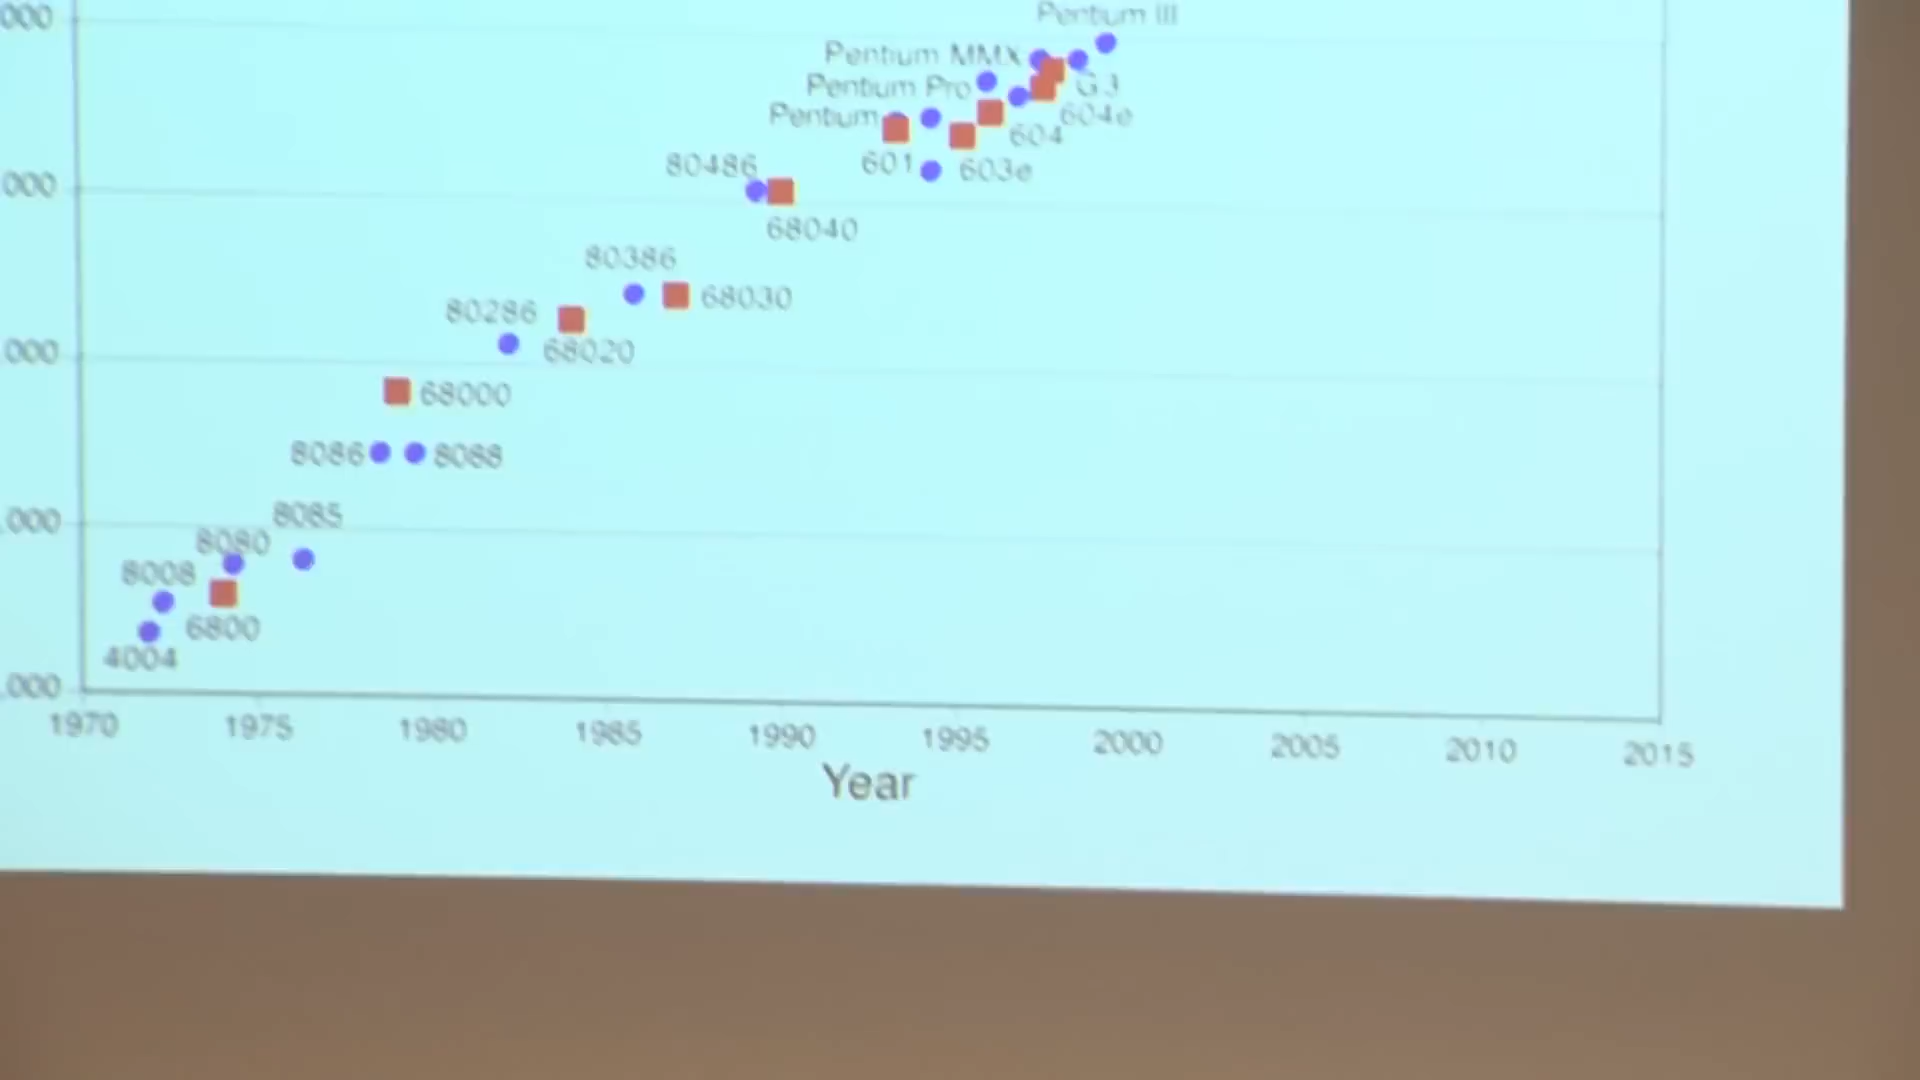 000
Pentium III
Pentium MMX
Pentium Pro
G3
Pentium
604e
604
601
603e
80486
000
68040
80386
80286
68030
000
68020
68000
8086
8088
8085
.000
8080
8008
6800
4004
.000
1970 1975 1980 1985 1990 1995 2000 2005 2010 2015
Year